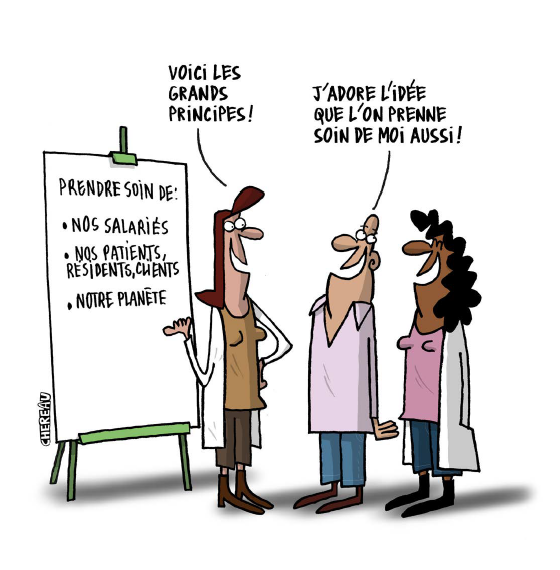 VOICI LES
GRANDS
PRINCIPES!
J'ADORE L'IDÉE
QUE L'ON PRENNE
SOIN DE MOI AUSSI!
PRENDRE SOIN DE:
• NOS SALARIÉS
• NOS PATIENTS,
RÉSIDENTS, CLIENTS
• NOTRE PLANÈTE
CHEREAU